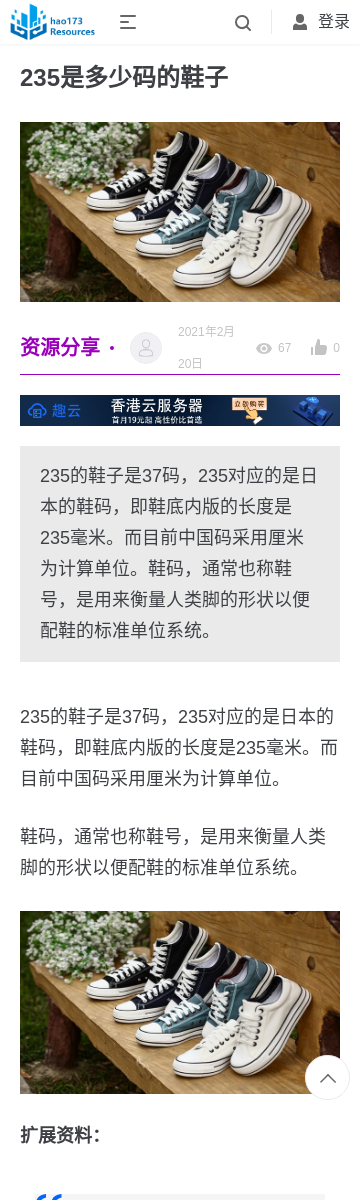 hao173
Resources
登录
235是多少码的鞋子
资源分享
2021年2月
20日
67
0
趣云
香港云服务器
首月19元起 高性价比首选
立即购买
235的鞋子是37码，235对应的是日
本的鞋码，即鞋底内版的长度是
235毫米。而目前中国码采用厘米
为计算单位。鞋码，通常也称鞋
号，是用来衡量人类脚的形状以便
配鞋的标准单位系统。
235的鞋子是37码，235对应的是日本的
鞋码，即鞋底内版的长度是235毫米。而
目前中国码采用厘米为计算单位。
鞋码，通常也称鞋号，是用来衡量人类
脚的形状以便配鞋的标准单位系统。
扩展资料：